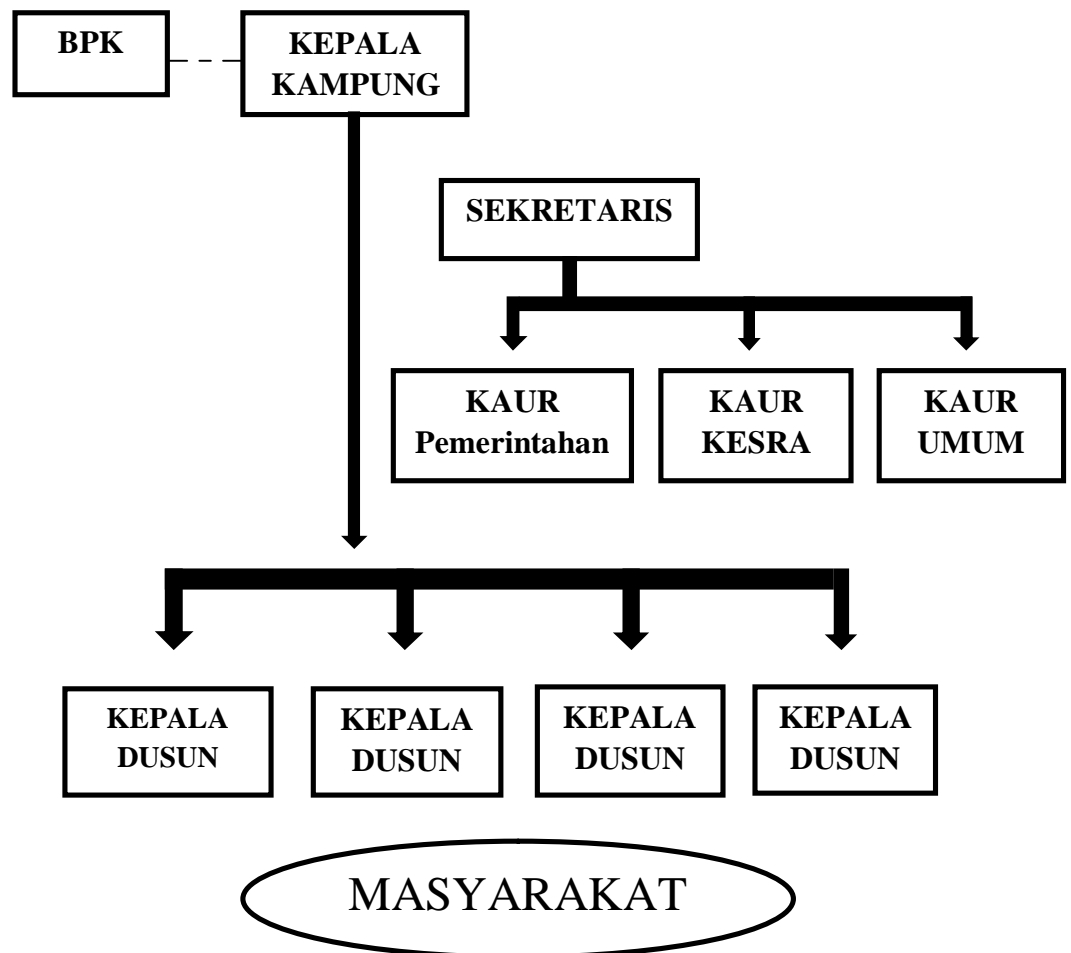 BPK
KEPALA
KAMPUNG
SEKRETARIS
KAUR
Pemerintahan
KAUR
KESRA
KAUR
UMUM
KEPALA
DUSUN
KEPALA
DUSUN
KEPALA
DUSUN
KEPALA
DUSUN
MASYARAKAT